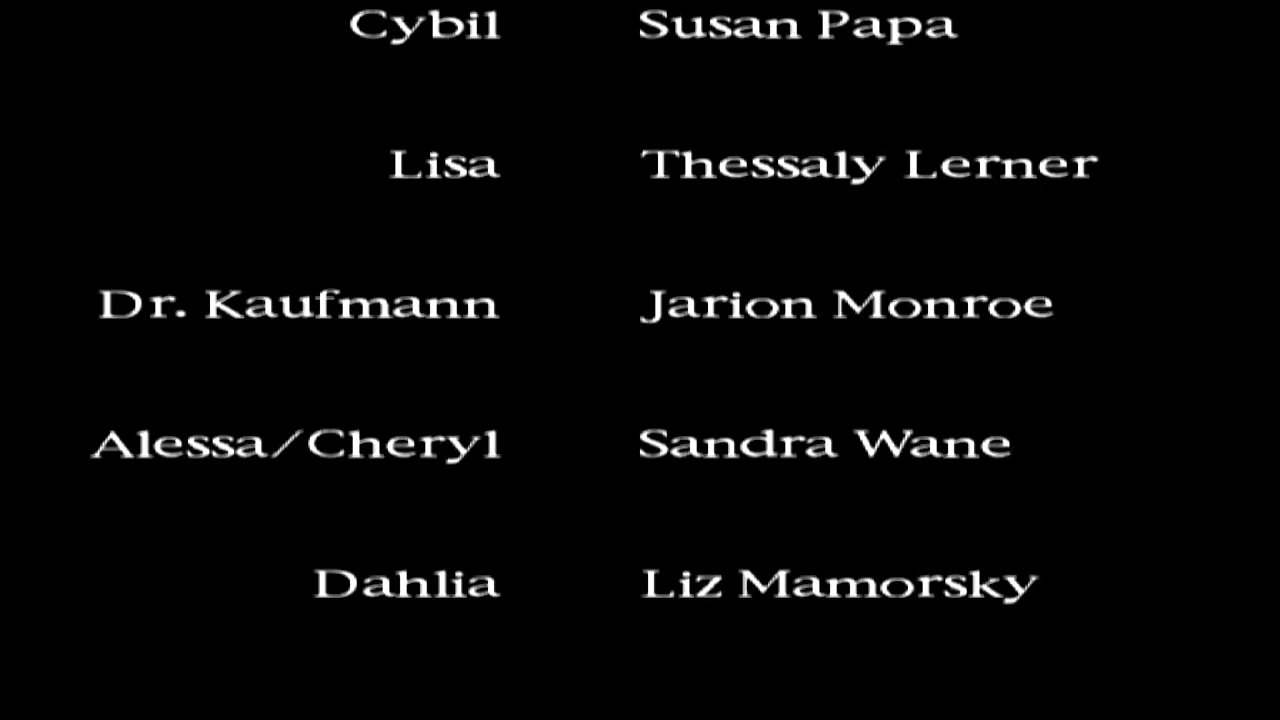 Cybil Susan Papa
Lisa Thessaly Lerner
Dr. Kaufmann Jarion Monroe
Alessa/Cheryl Sandra Wane
Dahlia Liz Mamorsky